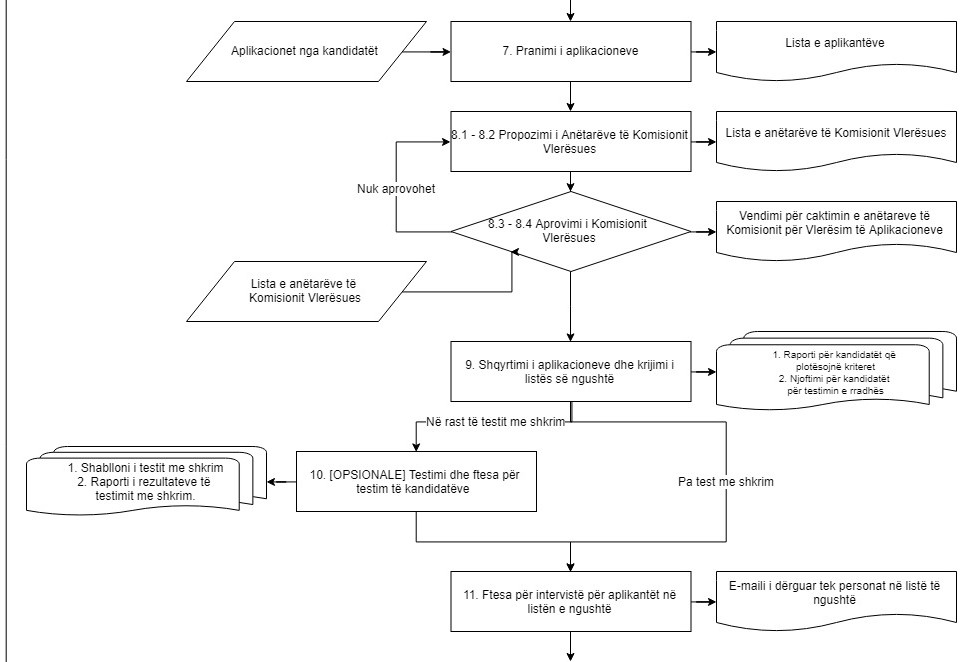 Aplikacionet nga kandidatët
7. Pranimi i aplikacioneve
Lista e aplikantëve
8.1 - 8.2 Propozimi i Anëtarëve të Komisionit
Vlerësues
Lista e anëtarëve të Komisionit Vlerësues
Nuk aprovohet
8.3 - 8.4 Aprovimi i Komisionit
Vlerësues
Vendimi për caktimin e anëtareve të
Komisionit për Vlerësim të Aplikacioneve
Lista e anëtarëve të
Komisionit Vlerësues
9. Shqyrtimi i aplikacioneve dhe krijimi i
listës së ngushtë
1. Raporti për kandidatët që
plotësojnë kriteret
2. Njoftimi për kandidatët
për testimin e rradhës
Në rast të testit me shkrim
1. Shablloni i testit me shkrim
2. Raporti i rezultateve të
testimit me shkrim.
10. [OPSIONALE] Testimi dhe ftesa për
testim të kandidatëve
Pa test me shkrim
11. Ftesa për intervistë për aplikantët në
listën e ngushtë
E-maili i dërguar tek personat në listë të
ngushtë